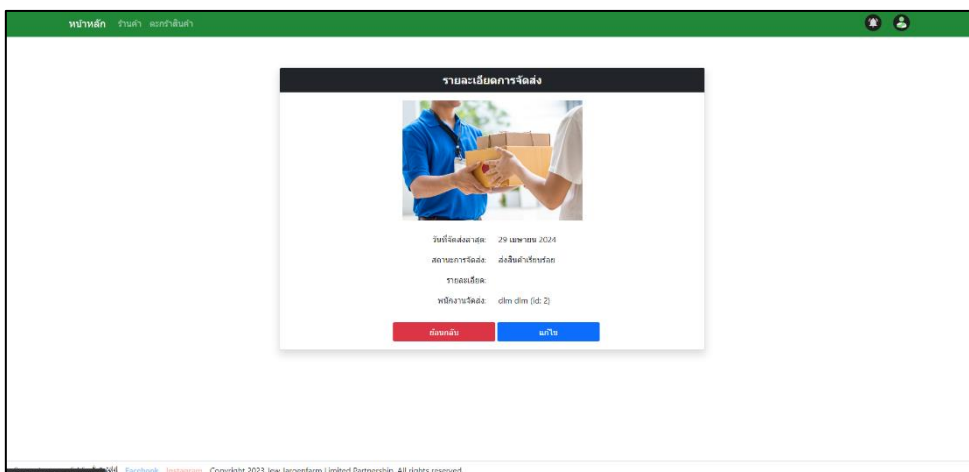 หน้าหลัก ร้านค้า ตะกร้าสินค้า
รายละเอียดการจัดส่ง
วันที่จัดส่งล่าสุด: 29 เมษายน 2024
สถานะการจัดส่ง: ส่งสินค้าเรียบร้อย
รายละเอียด:
พนักงานจัดส่ง: dlm dlm (id: 2)
ย้อนกลับ แก้ไข
Facebook Instagram Copyright 2023 Jew Jaroenfarm Limited Partnership. All rights reserved